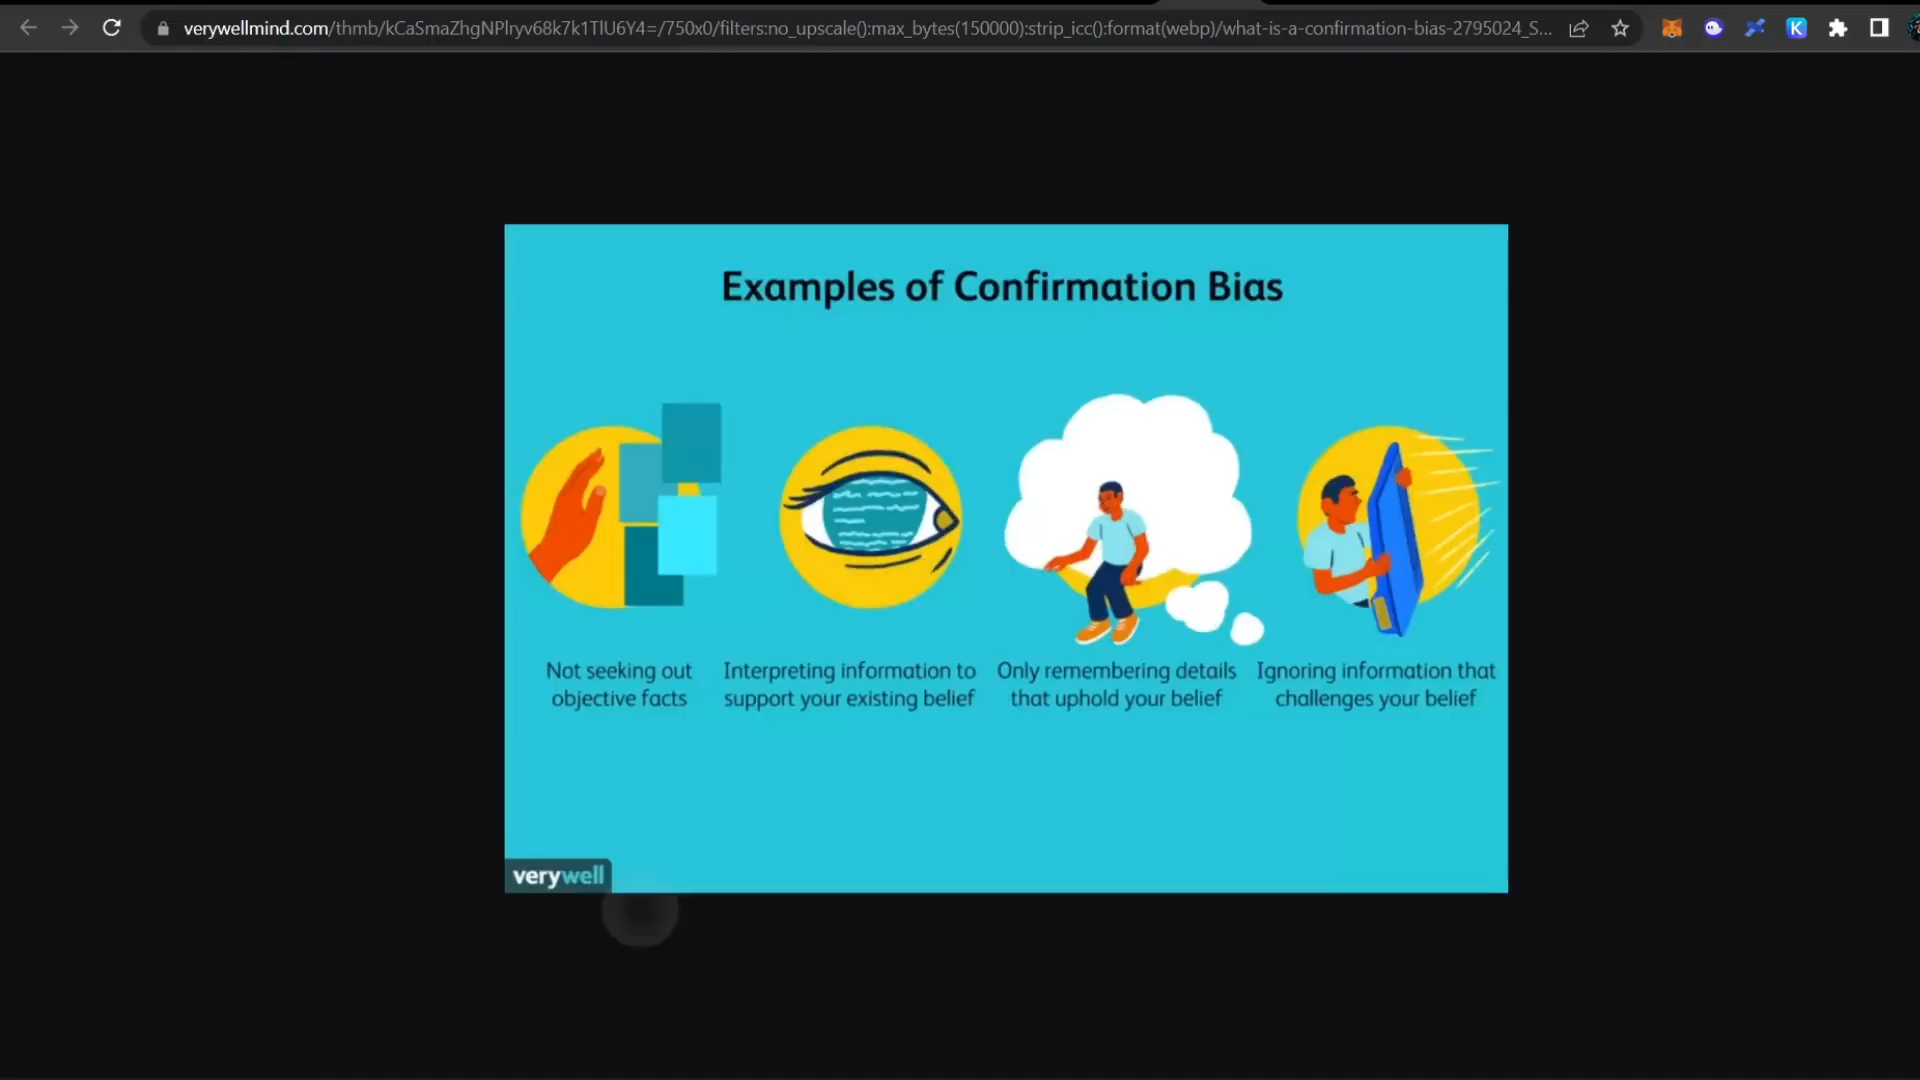 verywellmind.com/thmb/kCaSmaZhgNPlryv68k7k1TlU6Y4=/750x0/filters:no_upscale():max_bytes(150000):strip_icc():format(webp)/what-is-a-confirmation-bias-2795024_S...
K
Examples of Confirmation Bias
Not seeking out
objective facts
Interpreting information to
support your existing belief
Only remembering details
that uphold your belief
Ignoring information that
challenges your belief
verywell